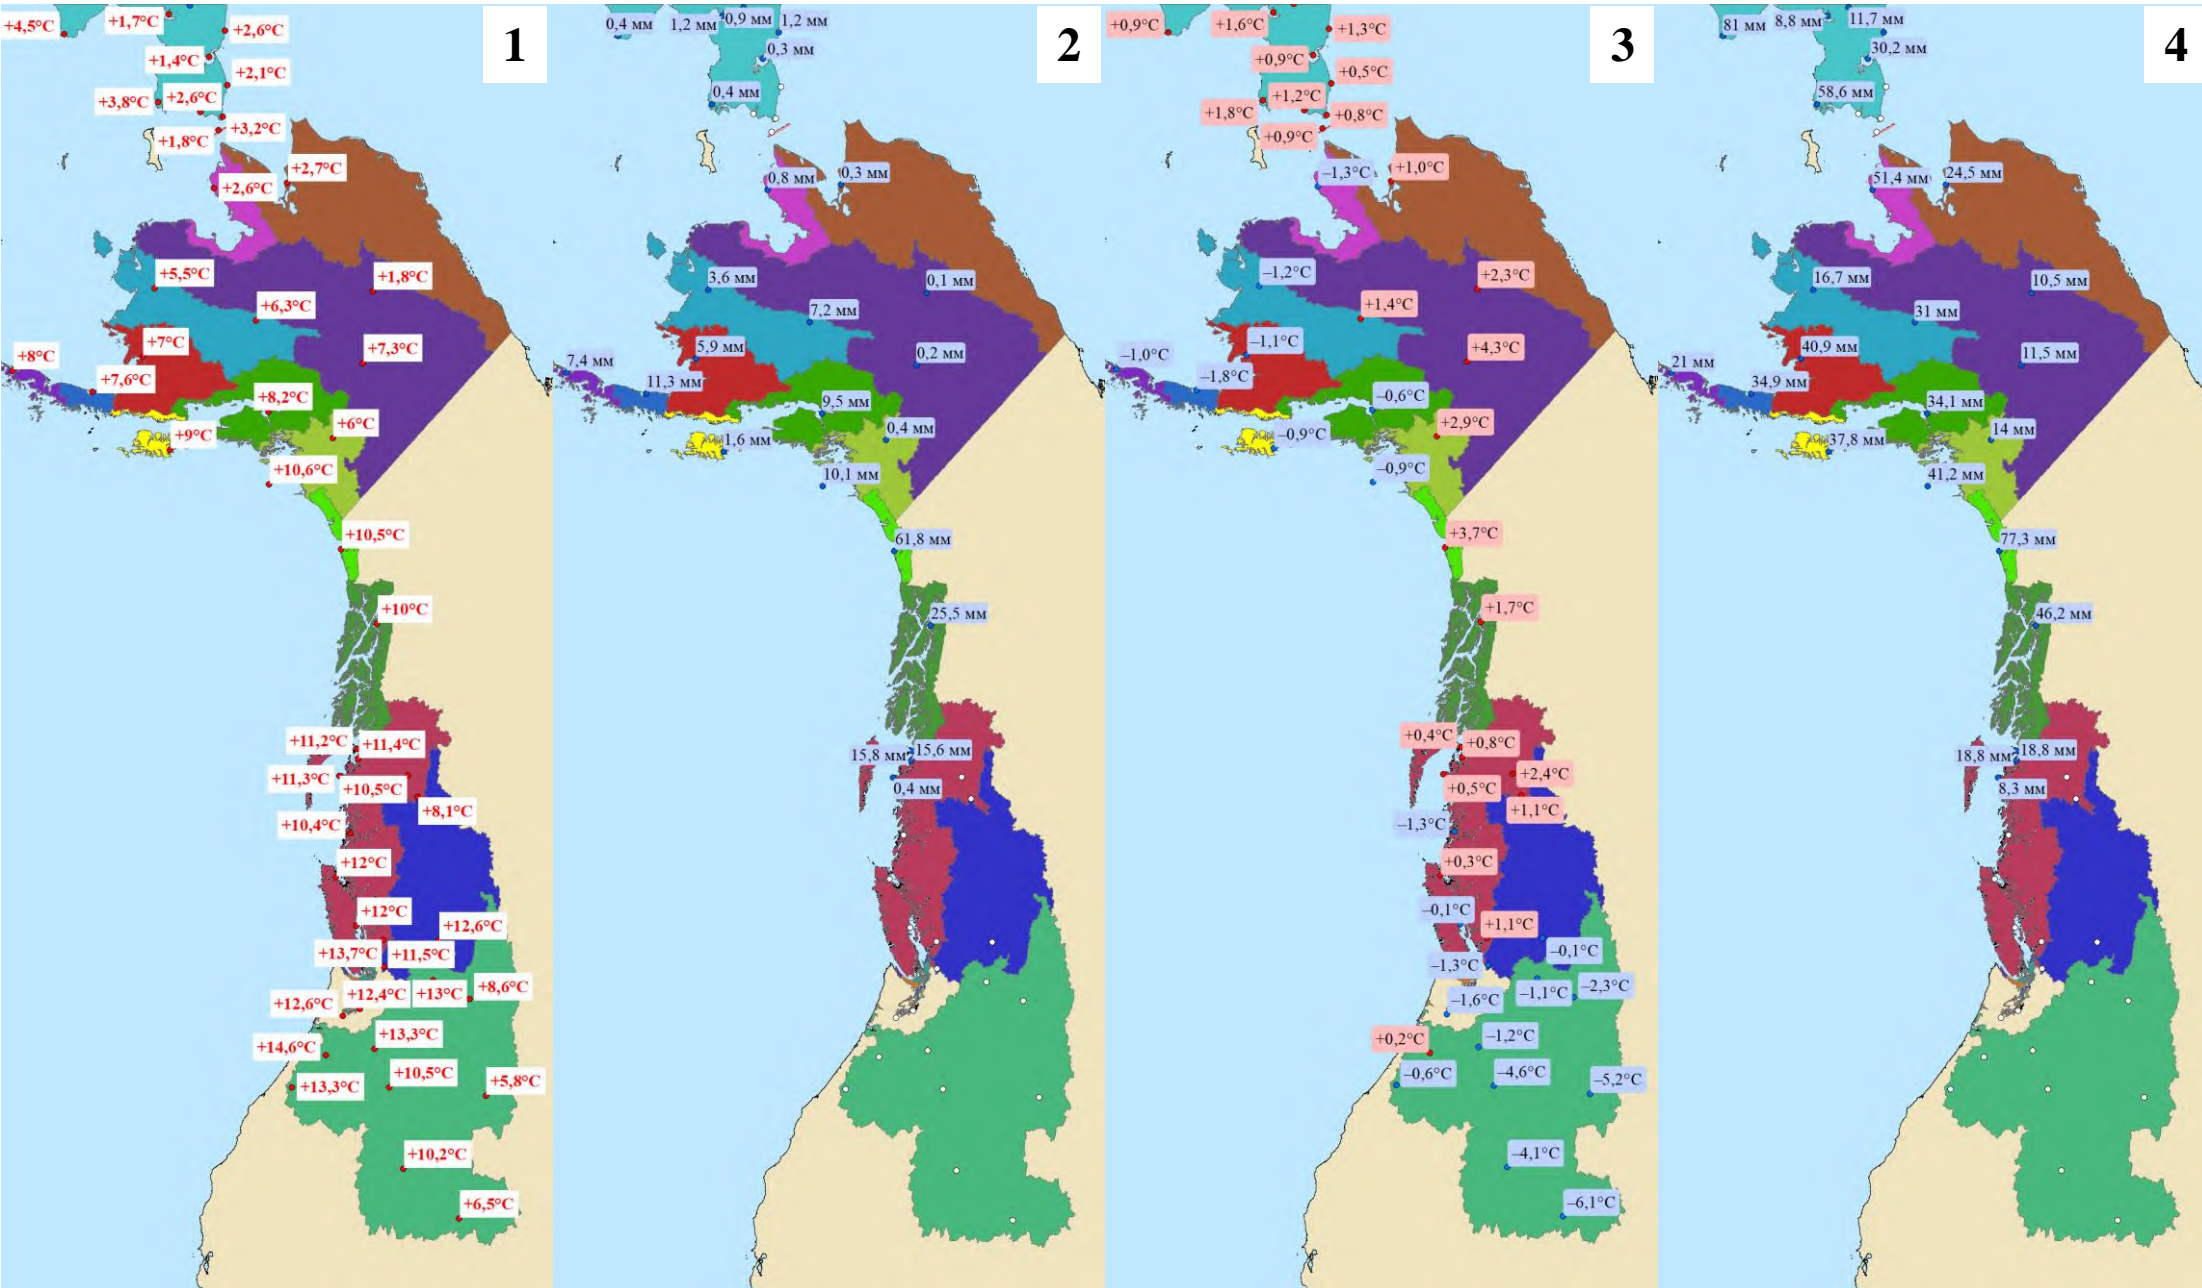 1
+4,5°C
+1,7°C
+2,6°C
+1,4°C
+2,1°C
+3,8°C
+2,6°C
+3,2°C
+1,8°C
+2,7°C
+2,6°C
+5,5°C
+1,8°C
+6,3°C
+7°C
+7,3°C
+8°C
+7,6°C
+8,2°C
+6°C
+9°C
+10,6°C
+10,5°C
+10°C
+11,2°C
+11,4°C
+11,3°C
+10,5°C
+8,1°C
+10,4°C
+12°C
+12°C
+12,6°C
+13,7°C
+11,5°C
+12,4°C
+13°C
+8,6°C
+12,6°C
+13,3°C
+14,6°C
+10,5°C
+5,8°C
+13,3°C
+10,2°C
+6,5°C
2
0,4 мм
1,2 мм
0,9 мм
1,2 мм
0,3 мм
0,4 мм
0,8 мм
0,3 мм
3,6 мм
0,1 мм
7,2 мм
5,9 мм
0,2 мм
7,4 мм
11,3 мм
9,5 мм
0,4 мм
1,6 мм
10,1 мм
61,8 мм
25,5 мм
15,8 мм
15,6 мм
0,4 мм
3
+0,9°C
+1,6°C
+1,3°C
+0,9°C
+0,5°C
+1,2°C
+1,8°C
+0,8°C
+0,9°C
–1,3°C
+1,0°C
–1,2°C
+2,3°C
+1,4°C
–1,1°C
+4,3°C
–1,0°C
–1,8°C
–0,6°C
+2,9°C
–0,9°C
–0,9°C
+3,7°C
+1,7°C
+0,4°C
+0,8°C
+2,4°C
+0,5°C
+1,1°C
–1,3°C
+0,3°C
–0,1°C
+1,1°C
–0,1°C
–1,3°C
–1,1°C
–2,3°C
–1,6°C
+0,2°C
–1,2°C
–0,6°C
–4,6°C
–5,2°C
–4,1°C
–6,1°C
4
81 мм
8,8 мм
11,7 мм
30,2 мм
58,6 мм
51,4 мм
24,5 мм
16,7 мм
10,5 мм
31 мм
40,9 мм
11,5 мм
21 мм
34,9 мм
34,1 мм
14 мм
37,8 мм
41,2 мм
77,3 мм
46,2 мм
18,8 мм
18,8 мм
8,3 мм